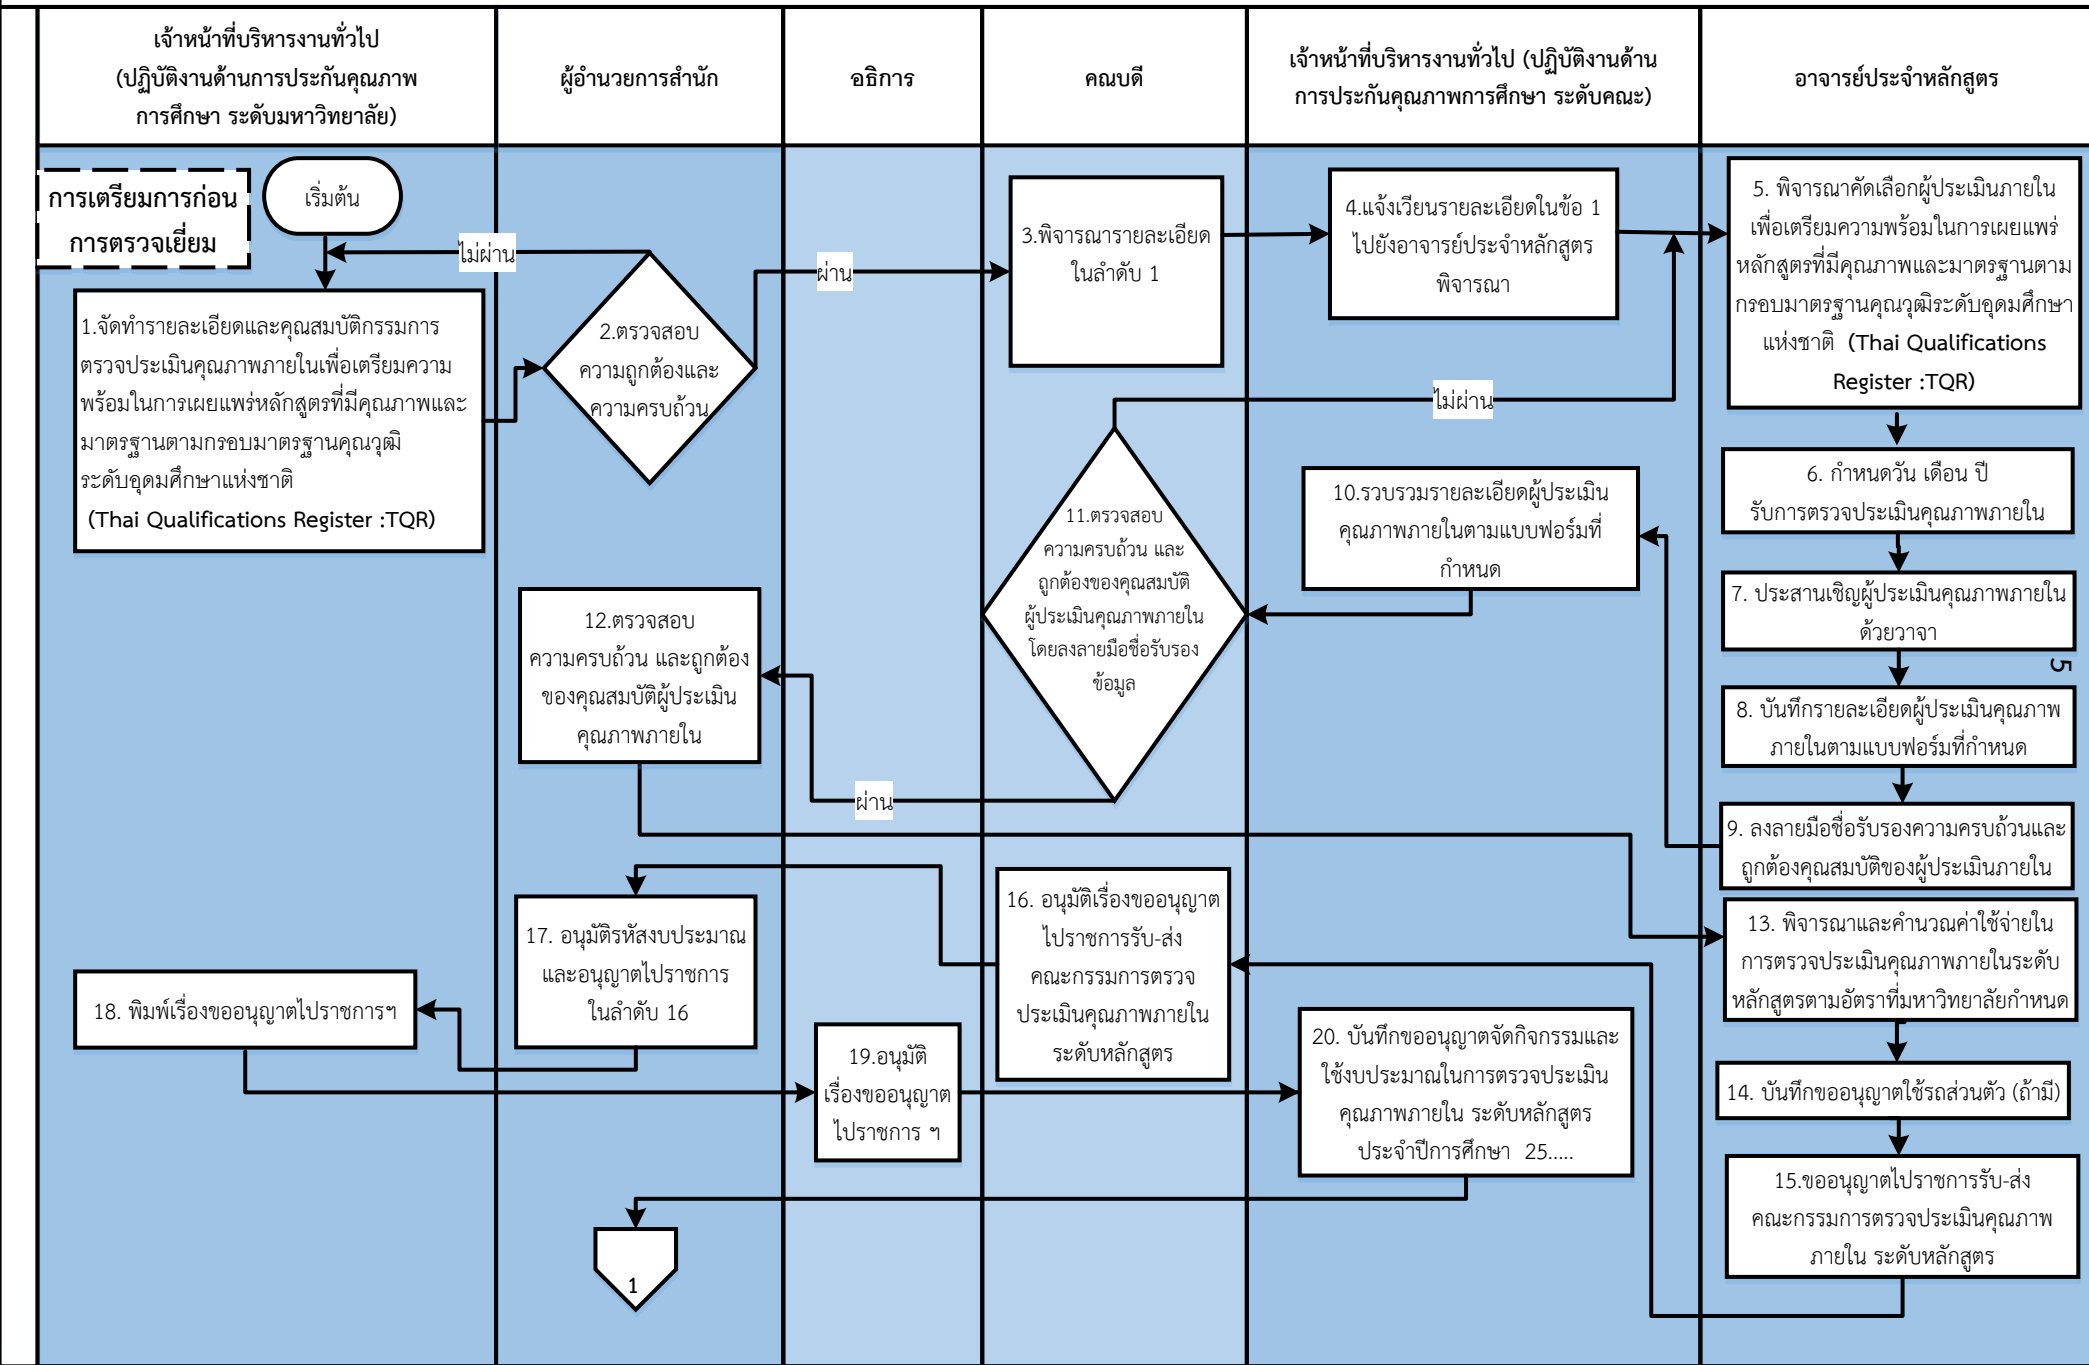 เจ้าหน้าที่บริหารงานทั่วไป
(ปฏิบัติงานด้านการประกันคุณภาพ
การศึกษา ระดับมหาวิทยาลัย)
ผู้อำนวยการสำนัก
อธิการ
คณบดี
เจ้าหน้าที่บริหารงานทั่วไป (ปฏิบัติงานด้าน
การประกันคุณภาพการศึกษา ระดับคณะ)
อาจารย์ประจำหลักสูตร
การเตรียมการก่อน
การตรวจเยี่ยม
เริ่มต้น
ไม่ผ่าน
1.จัดทำรายละเอียดและคุณสมบัติกรรมการ
ตรวจประเมินคุณภาพภายในเพื่อเตรียมความ
พร้อมในการเผยแพร่หลักสูตรที่มีคุณภาพและ
มาตรฐานตามกรอบมาตรฐานคุณวุฒิ
ระดับอุดมศึกษาแห่งชาติ
(Thai Qualifications Register :TQR)
2.ตรวจสอบ
ความถูกต้องและ
ความครบถ้วน
ผ่าน
3.พิจารณารายละเอียด
ในลำดับ 1
4.แจ้งเวียนรายละเอียดในข้อ 1
ไปยังอาจารย์ประจำหลักสูตร
พิจารณา
5. พิจารณาคัดเลือกผู้ประเมินภายใน
เพื่อเตรียมความพร้อมในการเผยแพร่
หลักสูตรที่มีคุณภาพและมาตรฐานตาม
กรอบมาตรฐานคุณวุฒิระดับอุดมศึกษา
แห่งชาติ (Thai Qualifications
Register :TQR)
ไม่ผ่าน
6. กำหนดวัน เดือน ปี
รับการตรวจประเมินคุณภาพภายใน
7. ประสานเชิญผู้ประเมินคุณภาพภายใน
ด้วยวาจา
5
8. บันทึกรายละเอียดผู้ประเมินคุณภาพ
ภายในตามแบบฟอร์มที่กำหนด
9. ลงลายมือชื่อรับรองความครบถ้วนและ
ถูกต้องคุณสมบัติของผู้ประเมินภายใน
10.รวบรวมรายละเอียดผู้ประเมิน
คุณภาพภายในตามแบบฟอร์มที่
กำหนด
11.ตรวจสอบ
ความครบถ้วน และ
ถูกต้องของคุณสมบัติ
ผู้ประเมินคุณภาพภายใน
โดยลงลายมือชื่อรับรอง
ข้อมูล
ผ่าน
12.ตรวจสอบ
ความครบถ้วน และถูกต้อง
ของคุณสมบัติผู้ประเมิน
คุณภาพภายใน
13. พิจารณาและคำนวณค่าใช้จ่ายใน
การตรวจประเมินคุณภาพภายในระดับ
หลักสูตรตามอัตราที่มหาวิทยาลัยกำหนด
14. บันทึกขออนุญาตใช้รถส่วนตัว (ถ้ามี)
15.ขออนุญาตไปราชการรับ-ส่ง
คณะกรรมการตรวจประเมินคุณภาพ
ภายใน ระดับหลักสูตร
16. อนุมัติเรื่องขออนุญาต
ไปราชการรับ-ส่ง
คณะกรรมการตรวจ
ประเมินคุณภาพภายใน
ระดับหลักสูตร
17. อนุมัติรหัสงบประมาณ
และอนุญาตไปราชการ
ในลำดับ 16
18. พิมพ์เรื่องขออนุญาตไปราชการฯ
19.อนุมัติ
เรื่องขออนุญาต
ไปราชการ ฯ
20. บันทึกขออนุญาตจัดกิจกรรมและ
ใช้งบประมาณในการตรวจประเมิน
คุณภาพภายใน ระดับหลักสูตร
ประจำปีการศึกษา 25.....
1